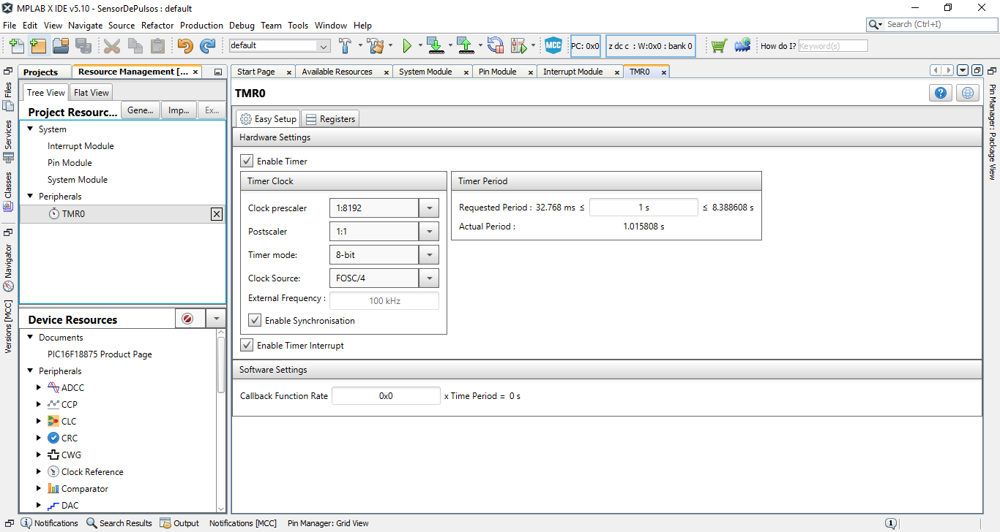 MPLAB X IDE v5.10 - SensorDePulsos : default
File Edit View Navigate Source Refactor Production Debug Team Tools Window Help
Search (Ctrl+I)
default
MCC
PC: 0x0
z dc c : W:0x0 : bank 0
How do I?
Keyword(s)
Projects
Resource Management [...
Start Page
Available Resources
System Module
Pin Module
Interrupt Module
TMR0
Files
Services
Classes
Navigator
Versions [MCC]
Tree View
Flat View
Project Resourc...
Gene...
Imp...
Ex...
System
Interrupt Module
Pin Module
System Module
Peripherals
TMR0
Device Resources
Documents
PIC16F18875 Product Page
Peripherals
ADCC
CCP
CLC
CRC
CWG
Clock Reference
Comparator
DAC
TMR0
Easy Setup
Registers
Hardware Settings
Enable Timer
Timer Clock
Clock prescaler 1:8192
Postscaler 1:1
Timer mode: 8-bit
Clock Source: FOSC/4
External Frequency : 100 kHz
Enable Synchronisation
Enable Timer Interrupt
Timer Period
Requested Period : 32.768 ms ≤ 1 s ≤ 8.388608 s
Actual Period : 1.015808 s
Software Settings
Callback Function Rate 0x0 x Time Period = 0 s
Pin Manager: Package View
Notifications
Search Results
Output
Notifications [MCC]
Pin Manager: Grid View